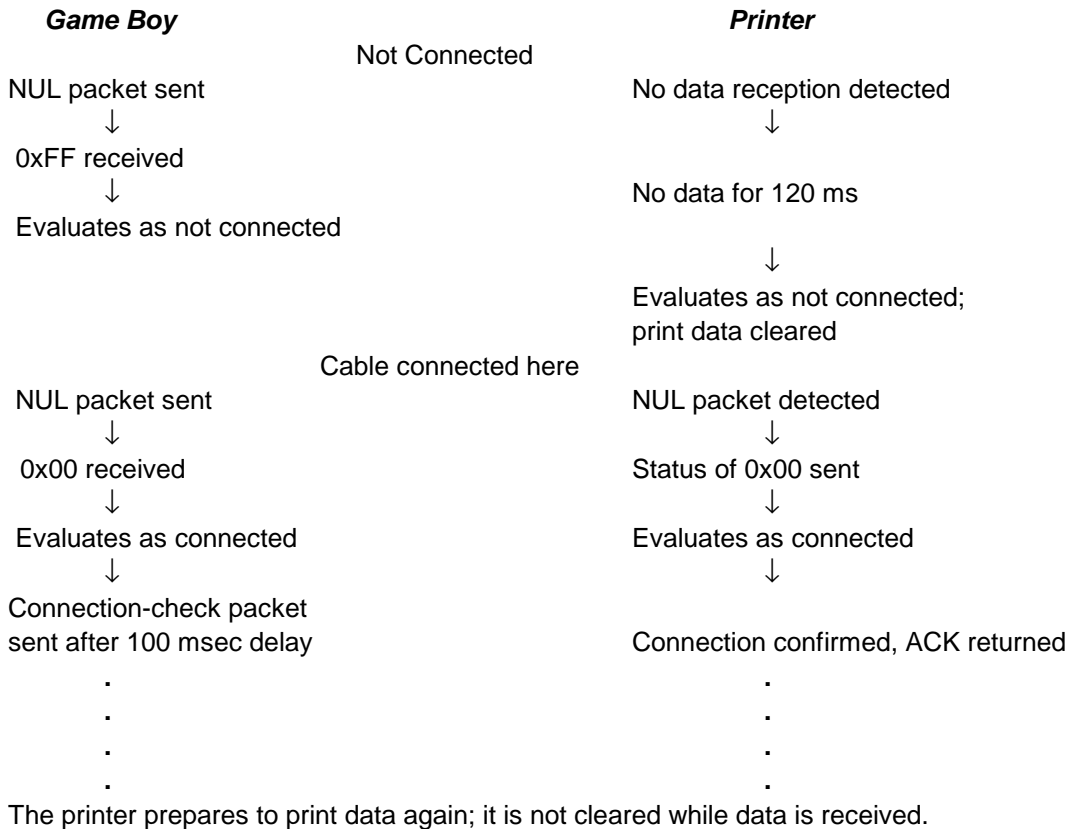 Game Boy Printer
Not Connected
NUL packet sent No data reception detected
↓ ↓
0xFF received
↓ No data for 120 ms
Evaluates as not connected
↓
Evaluates as not connected;
print data cleared
Cable connected here
NUL packet sent NUL packet detected
↓ ↓
0x00 received Status of 0x00 sent
↓ ↓
Evaluates as connected Evaluates as connected
↓ ↓
Connection-check packet
sent after 100 msec delay Connection confirmed, ACK returned
. .
. .
. .
. .
The printer prepares to print data again; it is not cleared while data is received.